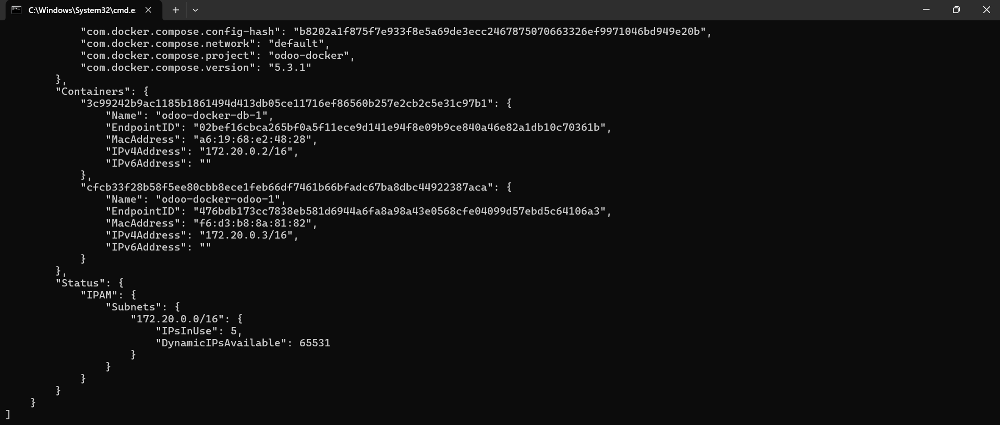 C:\Windows\System32\cmd.e
"com.docker.compose.config-hash": "b8202a1f875f7e933f8e5a69de3ecc2467875070663326ef9971046bd949e20b",
"com.docker.compose.network": "default",
"com.docker.compose.project": "odoo-docker",
"com.docker.compose.version": "5.3.1"
},
"Containers": {
"3c99242b9ac1185b1861494d413db05ce11716ef86560b257e2cb2c5e31c97b1": {
"Name": "odoo-docker-db-1",
"EndpointID": "02bef16cbca265bf0a5f11ece9d141e94f8e09b9ce840a46e82a1db10c70361b",
"MacAddress": "a6:19:68:e2:48:28",
"IPv4Address": "172.20.0.2/16",
"IPv6Address": ""
},
"cfcb33f28b58f5ee80cbb8ece1feb66df7461b66bfadc67ba8dbc44922387aca": {
"Name": "odoo-docker-odoo-1",
"EndpointID": "476bdb173cc7838eb581d6944a6fa8a98a43e0568cfe04099d57ebd5c64106a3",
"MacAddress": "f6:d3:b8:8a:81:82",
"IPv4Address": "172.20.0.3/16",
"IPv6Address": ""
}
},
"Status": {
"IPAM": {
"Subnets": {
"172.20.0.0/16": {
"IPsInUse": 5,
"DynamicIPsAvailable": 65531
}
}
}
}
}
]